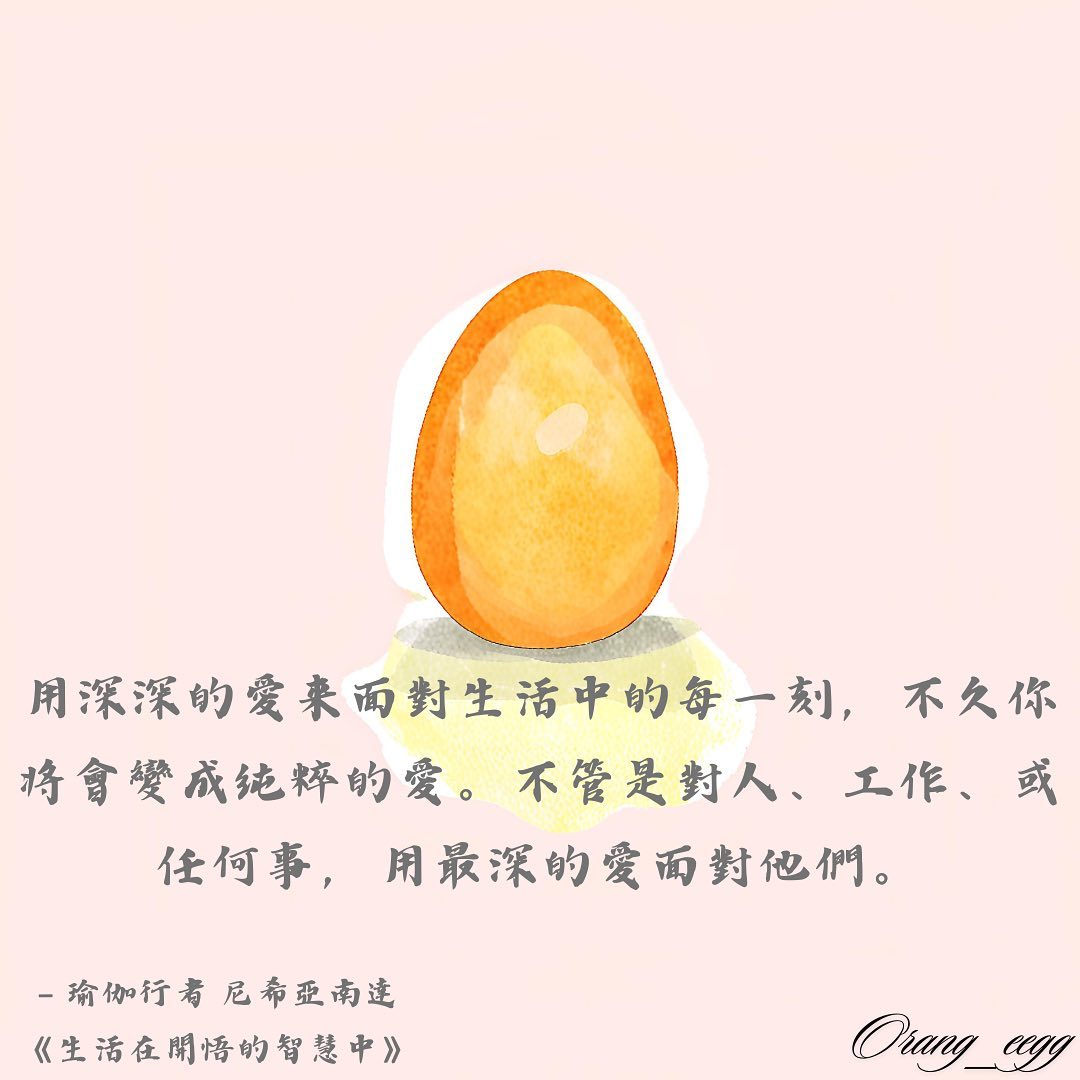 用深深的愛来面對生活中的每一刻，不久你
将會變成纯粹的愛。不管是對人、工作、或
任何事，用最深的愛面對他們。
– 瑜伽行者 尼希亞南達
《生活在開悟的智慧中》
Orang_eegg